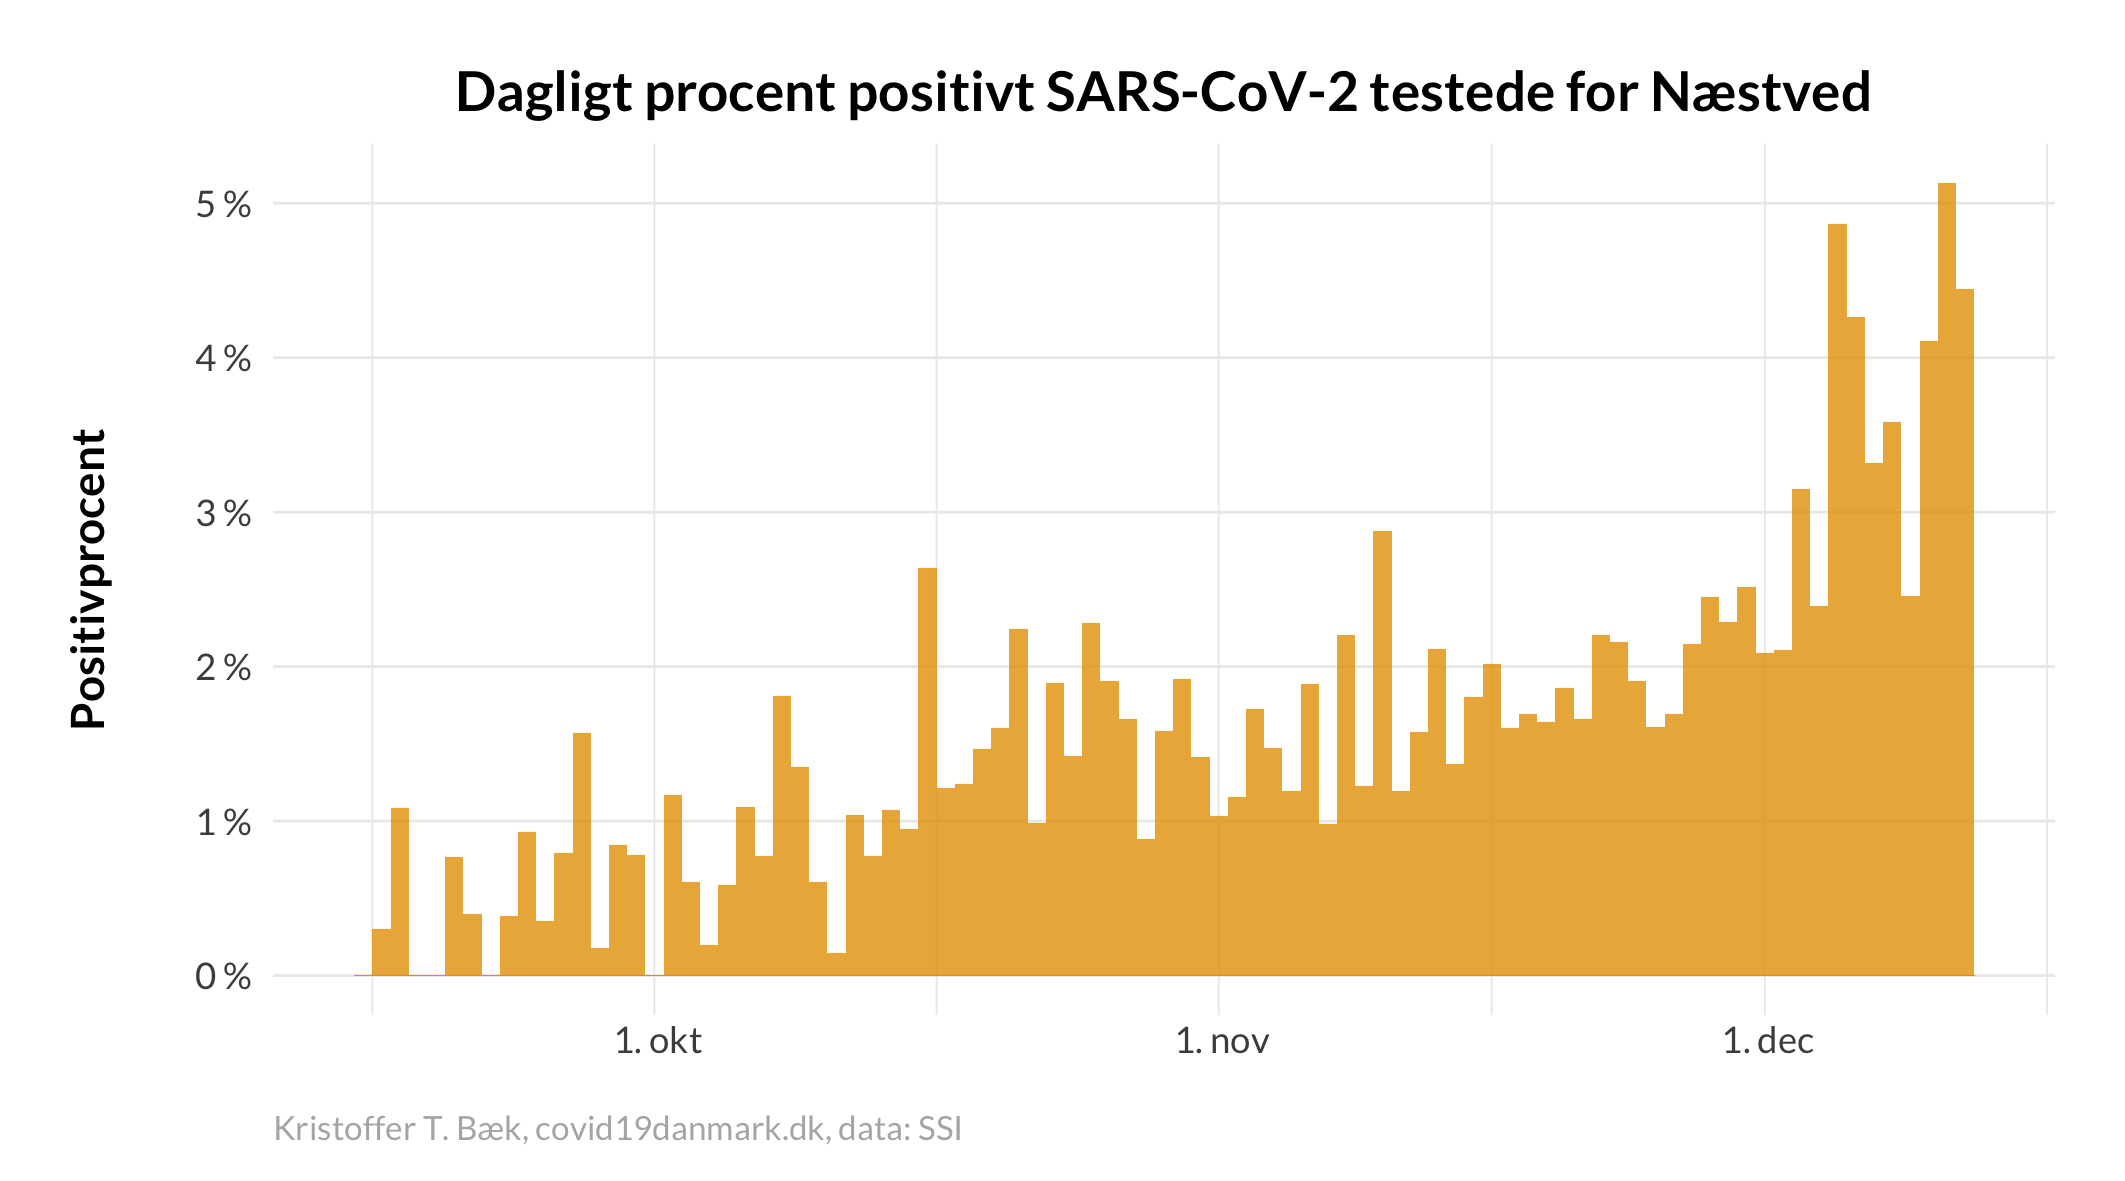 Dagligt procent positivt SARS-CoV-2 testede for Næstved
Positivprocent
5 %
4 %
3 %
2 %
1 %
0 %
1. okt
1. nov
1. dec
Kristoffer T. Bæk, covid19danmark.dk, data: SSI